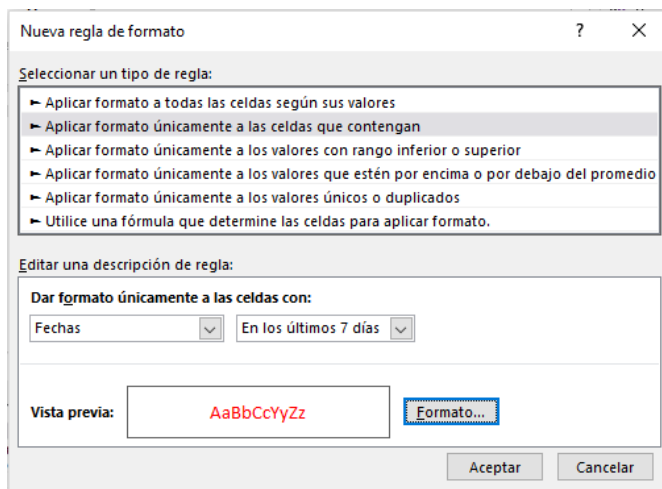 Nueva regla de formato ? ×
Seleccionar un tipo de regla:
► Aplicar formato a todas las celdas según sus valores
► Aplicar formato únicamente a las celdas que contengan
► Aplicar formato únicamente a los valores con rango inferior o superior
► Aplicar formato únicamente a los valores que estén por encima o por debajo del promedio
► Aplicar formato únicamente a los valores únicos o duplicados
► Utilice una fórmula que determine las celdas para aplicar formato.
Editar una descripción de regla:
Dar formato únicamente a las celdas con:
Fechas En los últimos 7 días
Vista previa: AaBbCcYyZz Formato...
Aceptar Cancelar